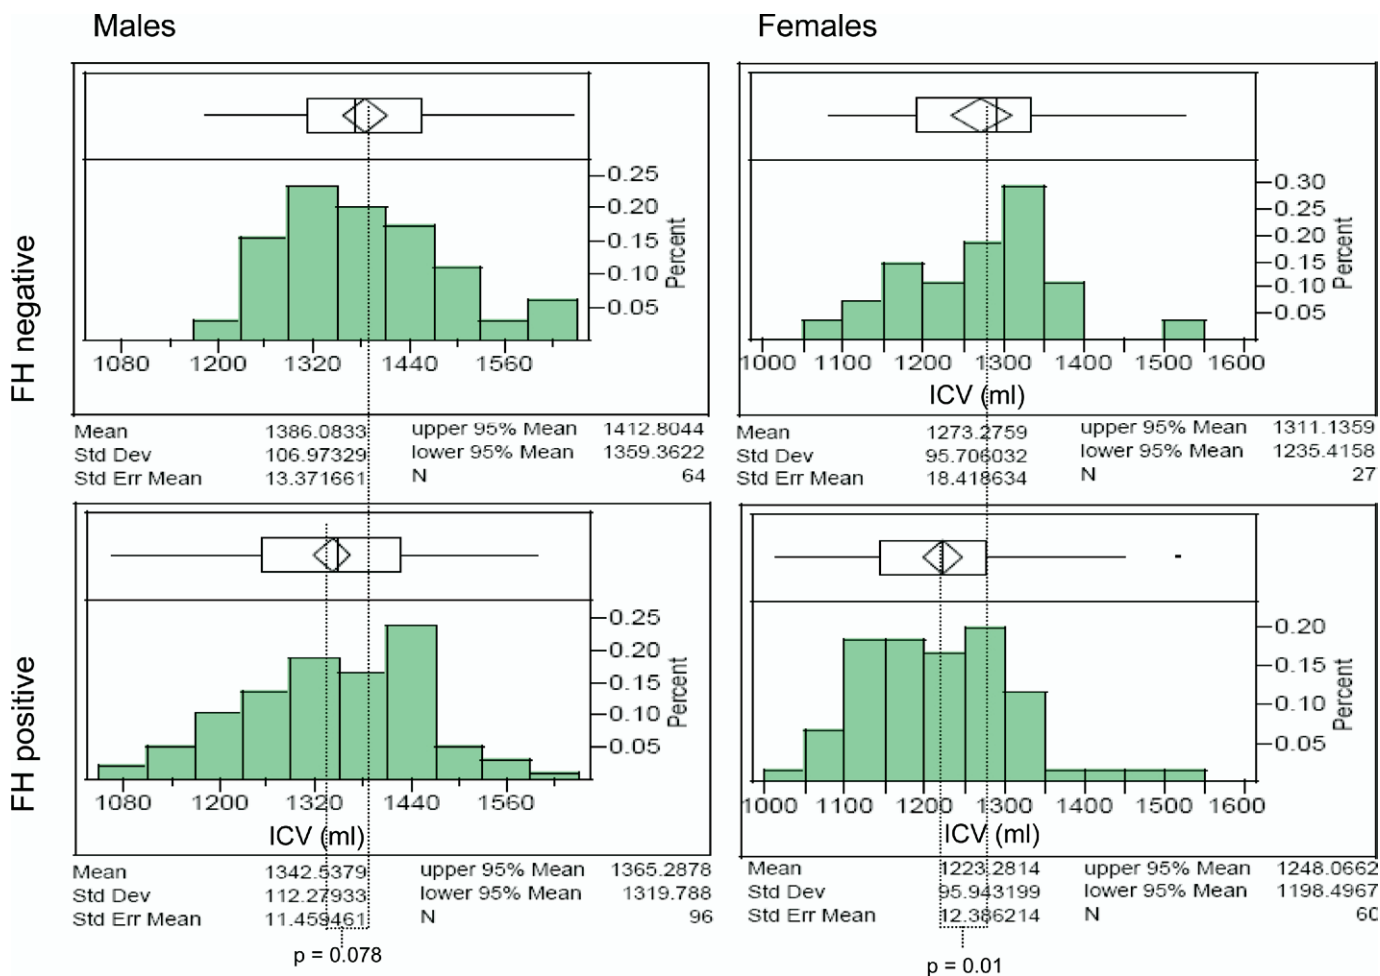 Males
Females
FH negative
0.25
0.20
0.15
0.10
0.05
Percent
1080 1200 1320 1440 1560
0.30
0.25
0.20
0.15
0.10
0.05
Percent
1000 1100 1200 1300 1400 1500 1600
ICV (ml)
Mean 1386.0833 upper 95% Mean 1412.8044
Std Dev 106.97329 lower 95% Mean 1359.3622
Std Err Mean 13.371661 N 64
Mean 1273.2759 upper 95% Mean 1311.1359
Std Dev 95.706032 lower 95% Mean 1235.4158
Std Err Mean 18.418634 N 27
FH positive
0.25
0.20
0.15
0.10
0.05
Percent
1080 1200 1320 1440 1560
ICV (ml)
0.20
0.15
0.10
0.05
Percent
1000 1100 1200 1300 1400 1500 1600
ICV (ml)
Mean 1342.5379 upper 95% Mean 1365.2878
Std Dev 112.27933 lower 95% Mean 1319.788
Std Err Mean 11.459461 N 96
p = 0.078
Mean 1223.2814 upper 95% Mean 1248.0662
Std Dev 95.943199 lower 95% Mean 1198.4967
Std Err Mean 12.386214 N 60
p = 0.01